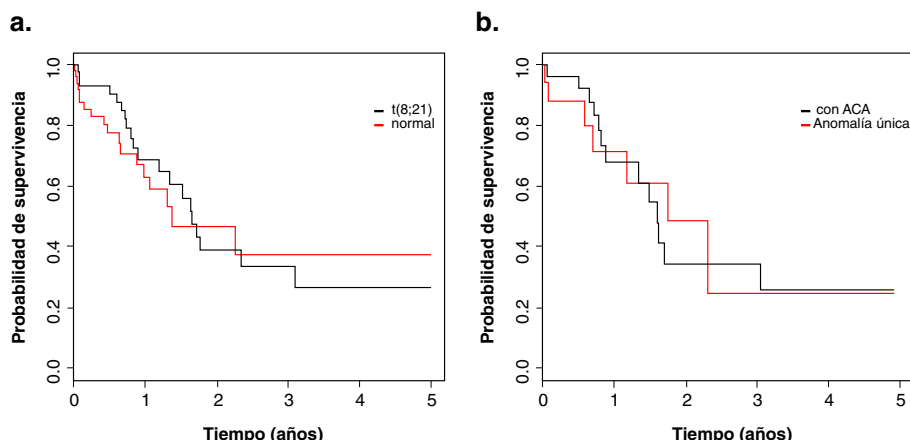 a.
Probabilidad de supervivencia
1.0
0.8
0.6
0.4
0.2
0.0
t(8;21)
normal
0 1 2 3 4 5
Tiempo (años)
b.
Probabilidad de supervivencia
1.0
0.8
0.6
0.4
0.2
0.0
con ACA
Anomalía única
0 1 2 3 4 5
Tiempo (años)